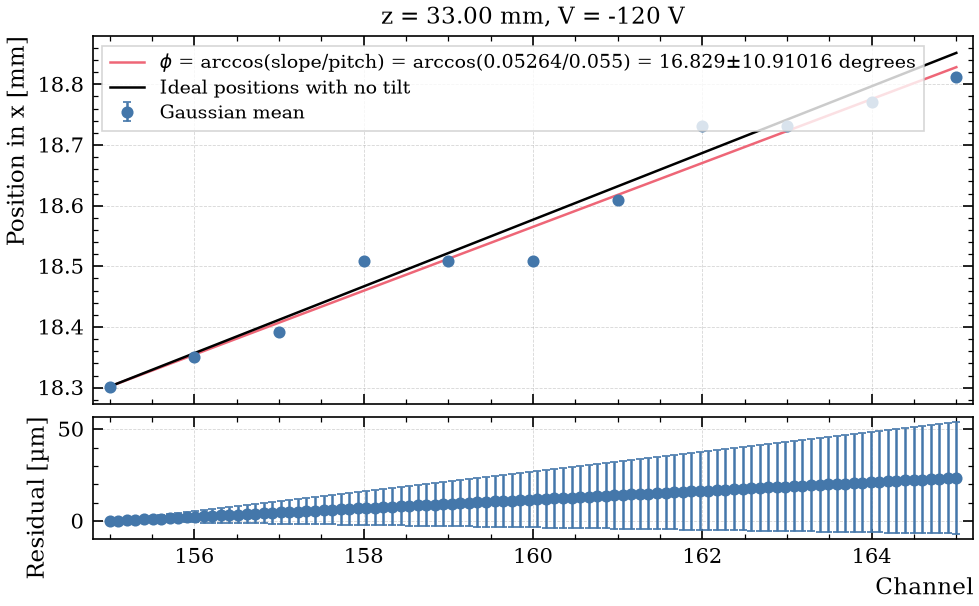 z = 33.00 mm, V = -120 V
Position in x [mm]
18.8
18.7
18.6
18.5
18.4
18.3
ϕ = arccos(slope/pitch) = arccos(0.05264/0.055) = 16.829±10.91016 degrees
Ideal positions with no tilt
Gaussian mean
Residual [µm]
50
0
156 158 160 162 164
Channel